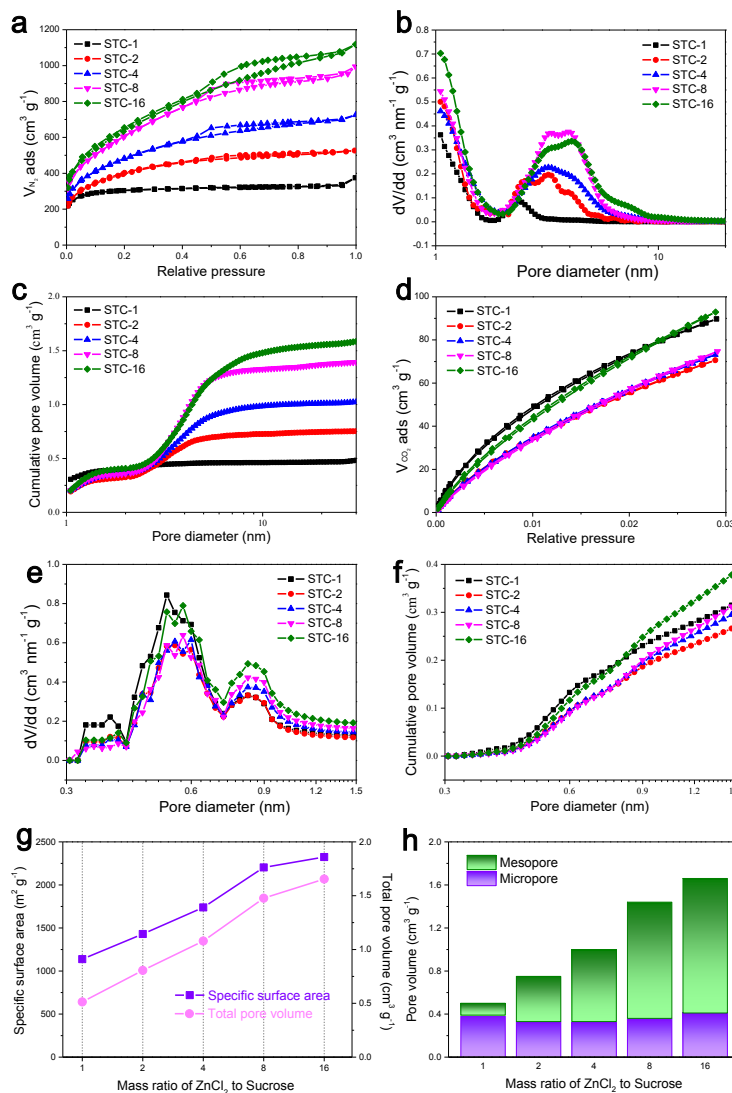 a
1200
1000
800
600
400
200
0
V_N₂ ads (cm³ g⁻¹)
STC-1
STC-2
STC-4
STC-8
STC-16
0.0 0.2 0.4 0.6 0.8 1.0
Relative pressure
b
0.8
0.7
0.6
0.5
0.4
0.3
0.2
0.1
0.0
-0.1
dV/dd (cm³ nm⁻¹ g⁻¹)
STC-1
STC-2
STC-4
STC-8
STC-16
1 10
Pore diameter (nm)
c
2.0
1.5
1.0
0.5
0.0
Cumulative pore volume (cm³ g⁻¹)
STC-1
STC-2
STC-4
STC-8
STC-16
1 10
Pore diameter (nm)
d
100
80
60
40
20
0
V_CO₂ ads (cm³ g⁻¹)
STC-1
STC-2
STC-4
STC-8
STC-16
0.00 0.01 0.02 0.03
Relative pressure
e
1.0
0.8
0.6
0.4
0.2
0.0
dV/dd (cm³ nm⁻¹ g⁻¹)
STC-1
STC-2
STC-4
STC-8
STC-16
0.3 0.6 0.9 1.2 1.5
Pore diameter (nm)
f
0.4
0.3
0.2
0.1
0.0
Cumulative pore volume (cm³ g⁻¹)
STC-1
STC-2
STC-4
STC-8
STC-16
0.3 0.6 0.9 1.2
Pore diameter (nm)
g
2500
2000
1500
1000
500
0
Specific surface area (m² g⁻¹)
2.0
1.5
1.0
0.5
0.0
Total pore volume (cm³ g⁻¹)
Specific surface area
Total pore volume
1 2 4 8 16
Mass ratio of ZnCl₂ to Sucrose
h
2.0
1.6
1.2
0.8
0.4
0.0
Pore volume (cm³ g⁻¹)
Mesopore
Micropore
1 2 4 8 16
Mass ratio of ZnCl₂ to Sucrose